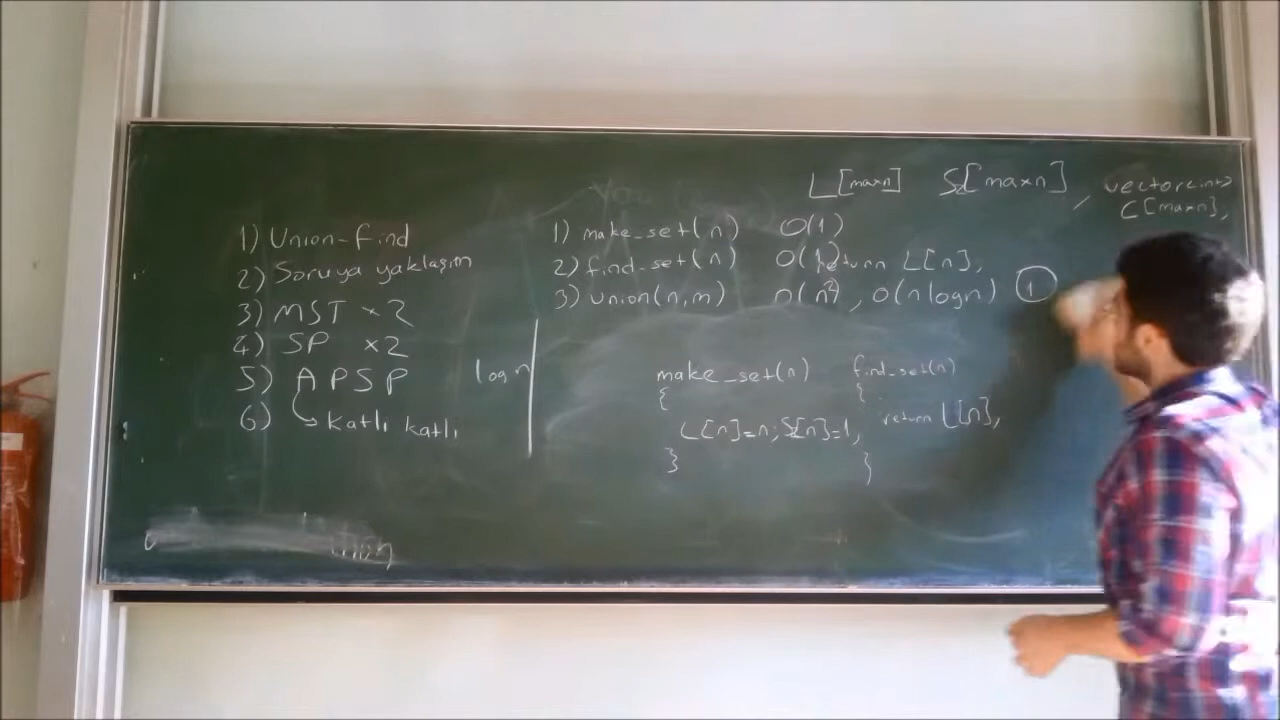 L[maxn] S[maxn], vector<int>
C[maxn],
1) Union-find
2) Soruya yaklaşım
3) MST x2
4) SP x2
5) APSP
6) ↳ katlı katlı
log n
1) make_set(n) O(1)
2) find_set(n) O(1) return L[n],
3) union(n,m) O(n²), O(n logn) 1
make_set(n)
{
L[n]=n; S[n]=1,
}
find_set(n)
{
return L[n],
}